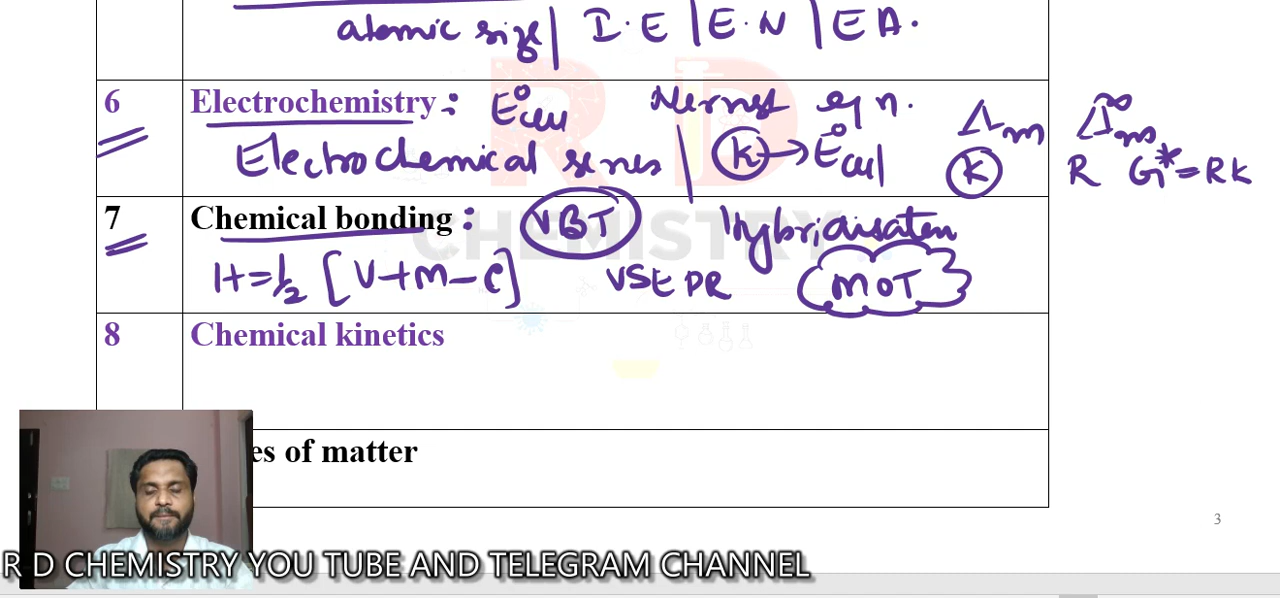 atomic size | I.E | E.N | EA.
6 Electrochemistry : E°cell Nernst eqn. Λm Λ∞m
Electrochemical series | K → E°cell K R G* = RK
7 Chemical bonding : VBT Hybridisation
H = 1/2 [V + M - C] VSEPR MOT
8 Chemical kinetics
es of matter
3
R D CHEMISTRY YOU TUBE AND TELEGRAM CHANNEL